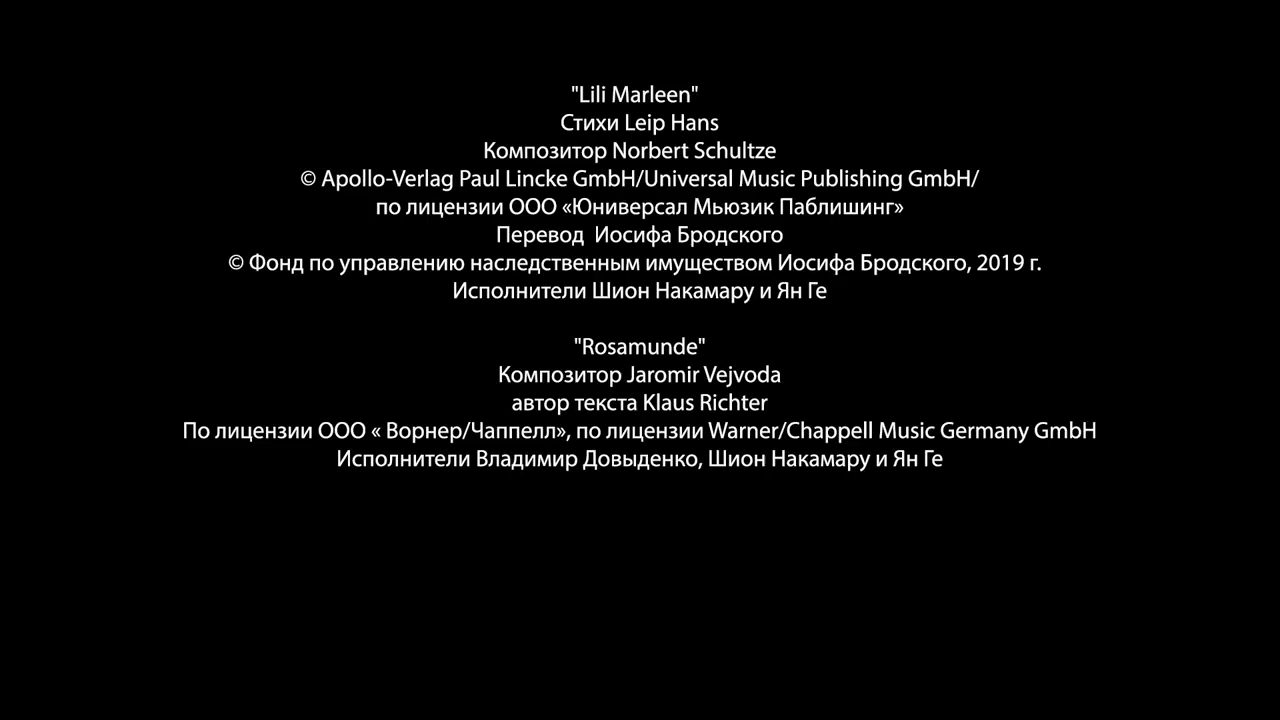 "Lili Marleen"
Стихи Leip Hans
Композитор Norbert Schultze
© Apollo-Verlag Paul Lincke GmbH/Universal Music Publishing GmbH/
по лицензии ООО «Юниверсал Мьюзик Паблишинг»
Перевод  Иосифа Бродского
© Фонд по управлению наследственным имуществом Иосифа Бродского, 2019 г.
Исполнители Шион Накамару и Ян Ге
"Rosamunde"
Композитор Jaromir Vejvoda
автор текста Klaus Richter
По лицензии ООО « Ворнер/Чаппелл», по лицензии Warner/Chappell Music Germany GmbH
Исполнители Владимир Довыденко, Шион Накамару и Ян Ге